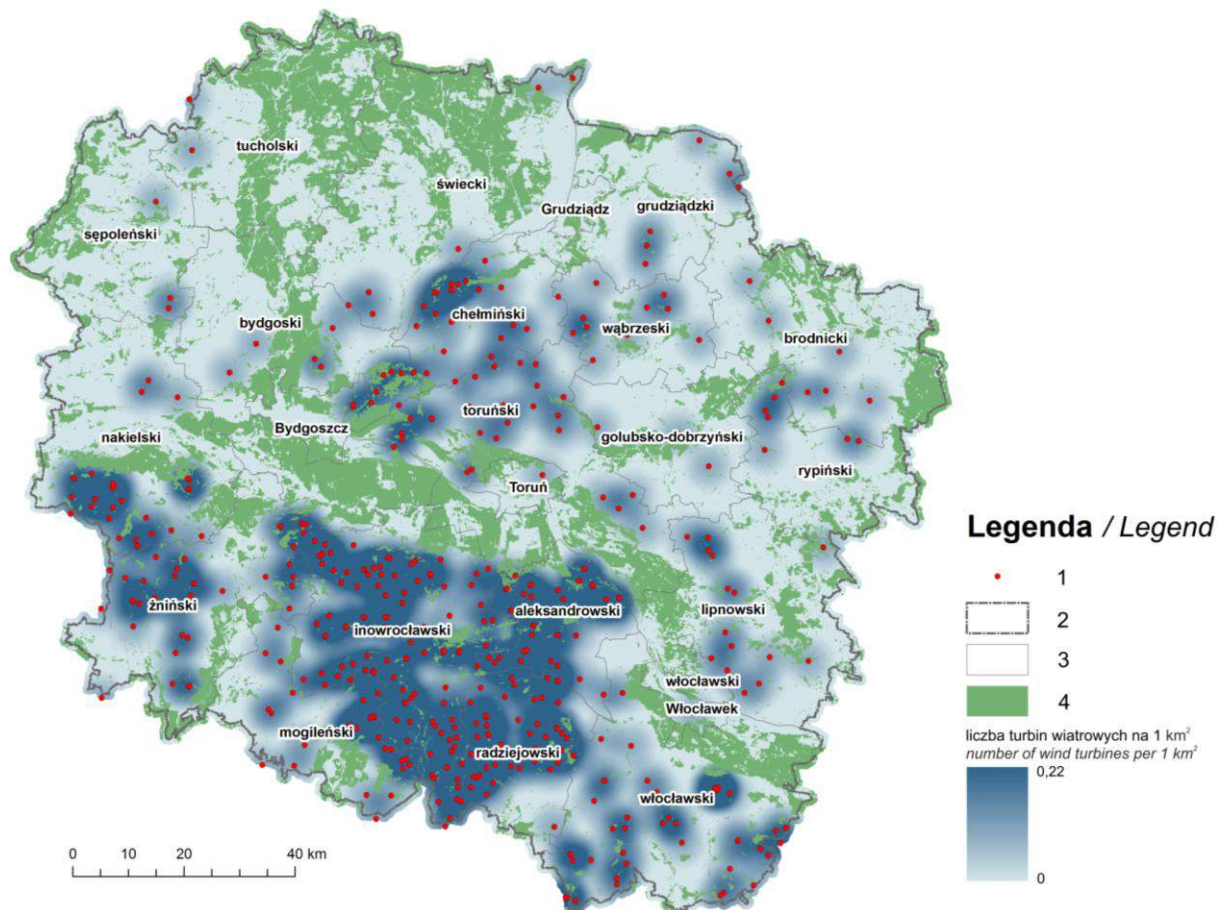 tucholski
świecki
Grudziądz
grudziądzki
sępoleński
bydgoski
chełmiński
wąbrzeski
brodnicki
toruński
Bydgoszcz
golubsko-dobrzyński
nakielski
rypiński
Toruń
żniński
aleksandrowski
lipnowski
inowrocławski
włocławski
Włocławek
mogileński
radziejowski
włocławski
0 10 20 40 km
Legenda / Legend
1
2
3
4
liczba turbin wiatrowych na 1 km²
number of wind turbines per 1 km²
0,22
0